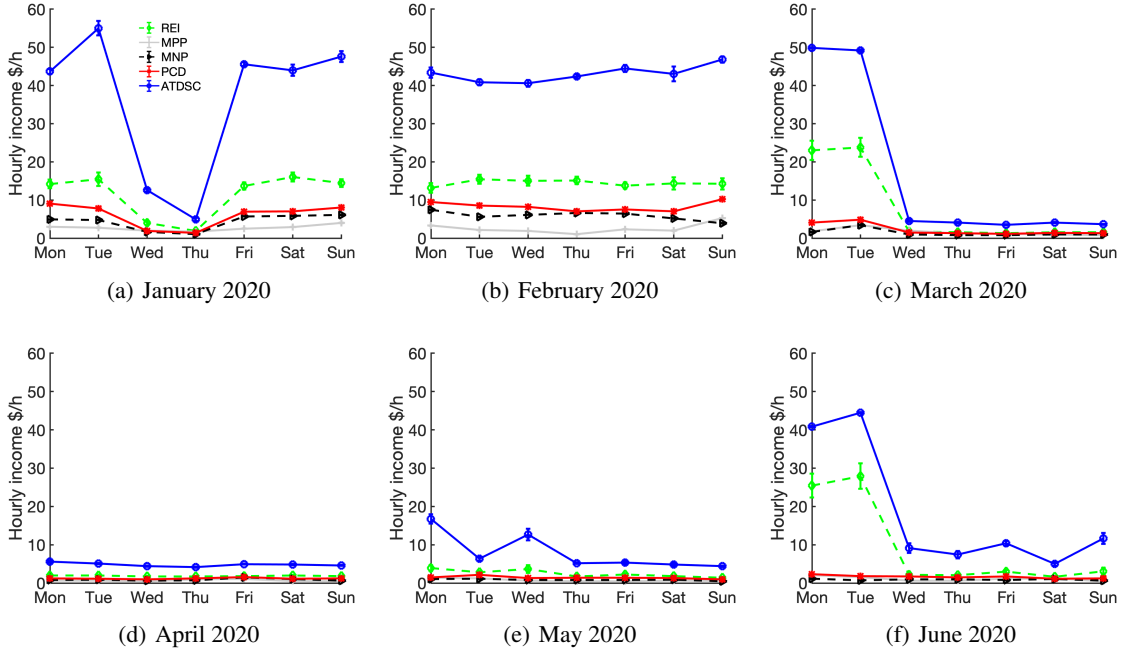 60
50
40
30
20
10
0
Hourly income $/h
REI
MPP
MNP
PCD
ATDSC
Mon Tue Wed Thu Fri Sat Sun
(a) January 2020
60
50
40
30
20
10
0
Hourly income $/h
Mon Tue Wed Thu Fri Sat Sun
(b) February 2020
60
50
40
30
20
10
0
Hourly income $/h
Mon Tue Wed Thu Fri Sat Sun
(c) March 2020
60
50
40
30
20
10
0
Hourly income $/h
Mon Tue Wed Thu Fri Sat Sun
(d) April 2020
60
50
40
30
20
10
0
Hourly income $/h
Mon Tue Wed Thu Fri Sat Sun
(e) May 2020
60
50
40
30
20
10
0
Hourly income $/h
Mon Tue Wed Thu Fri Sat Sun
(f) June 2020